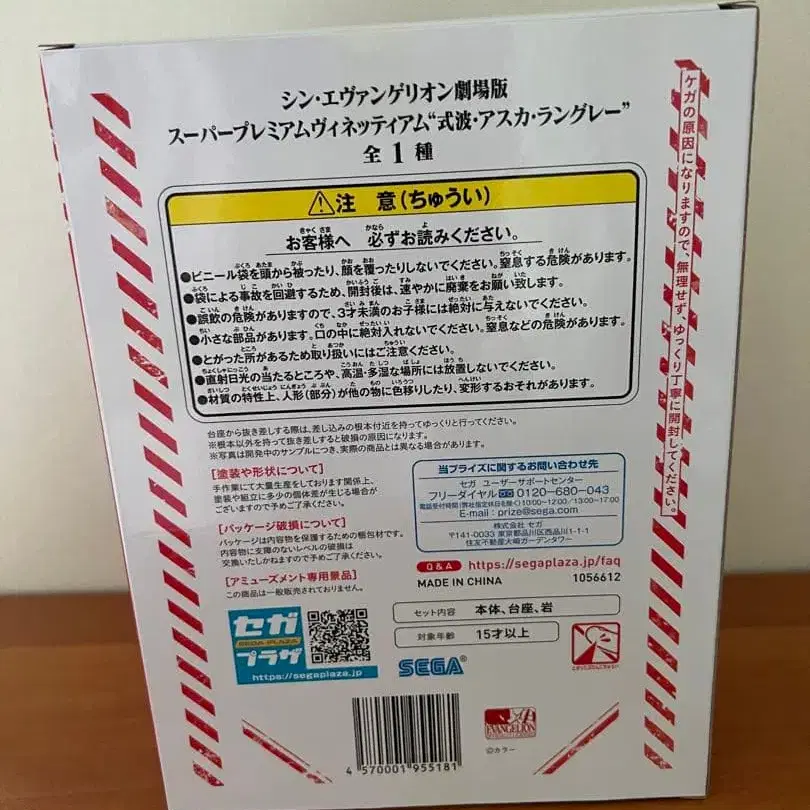 シン・エヴァンゲリオン劇場版
スーパープレミアムヴィネッティアム“式波・アスカ・ラングレー”
全1種
ケガの原因になりますので、無理せず、ゆっくり丁寧に開封してください。
⚠注 意(ちゅうい)
お客様へ 必ずお読みください。
●ビニール袋を頭から被ったり、顔を覆ったりしないでください。窒息する危険があります。
●袋による事故を回避するため、開封後は、速やかに廃棄をお願い致します。
●誤飲の危険がありますので、3才未満のお子様には絶対に与えないでください。
●小さな部品があります。口の中に絶対入れないでください。窒息などの危険があります。
●とがった所があるため取り扱いにはご注意ください。
●直射日光の当たるところや、高温・多湿な場所には放置しないでください。
●材質の特性上、人形(部分)が他の物に色移りしたり、変形するおそれがあります。
台座から抜き差しする際は、差し込みの根本付近を持ってゆっくりと行ってください。
※根本以外を持って抜き差しすると破損の原因になります。
※写真は開発中のサンプルにつき、実際の商品とは異なる場合があります。
[塗装や形状について]
手作業にて大量生産をしております関係上、
塗装や組立に多少の個体差が生じる場合が
ございますので予めご了承ください。
[パッケージ破損について]
パッケージは内容物を保護するための梱包材です。
内容物に支障のないレベルの破損は
交換いたしかねますので予めご了承ください。
[アミューズメント専用景品]
この商品は一般販売されておりません。
当プライズに関するお問い合わせ先
セガ ユーザーサポートセンター
フリーダイヤル 0120-680-043
電話受付時間(弊社指定休日を除く)10:00〜12:00/13:00〜17:00
E-mail : prize@sega.com
株式会社 セガ
〒141-0033 東京都品川区西品川1-1-1
住友不動産大崎ガーデンタワー
Q&A https://segaplaza.jp/faq
MADE IN CHINA 1056612
セット内容 本体、台座、岩
対象年齢 15才以上
セガ
SEGA PLAZA
プラザ
https://segaplaza.jp
SEGA®
EVANGELION
©カラー
4 570001 955181